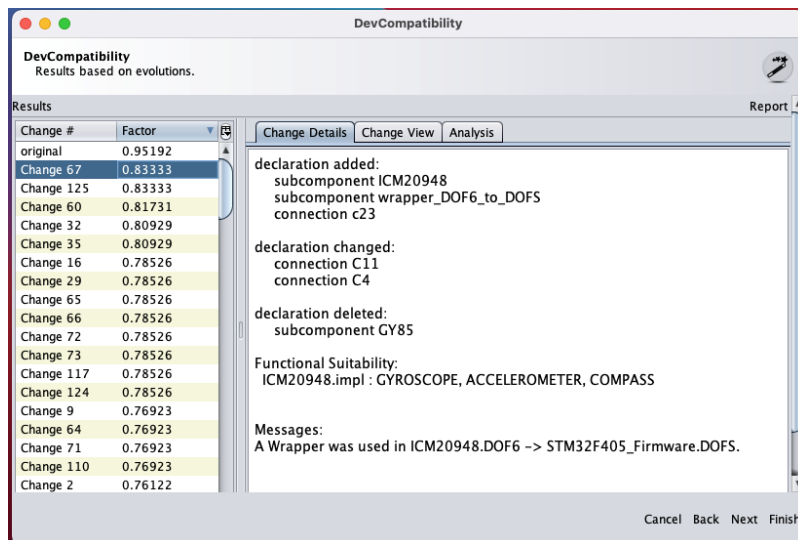 DevCompatibility
DevCompatibility
Results based on evolutions.
Results
Report
Change # Factor
original 0.95192
Change 67 0.83333
Change 125 0.83333
Change 60 0.81731
Change 32 0.80929
Change 35 0.80929
Change 16 0.78526
Change 29 0.78526
Change 65 0.78526
Change 66 0.78526
Change 72 0.78526
Change 73 0.78526
Change 117 0.78526
Change 124 0.78526
Change 9 0.76923
Change 64 0.76923
Change 71 0.76923
Change 110 0.76923
Change 2 0.76122
Change Details Change View Analysis
declaration added:
subcomponent ICM20948
subcomponent wrapper_DOF6_to_DOFS
connection c23
declaration changed:
connection C11
connection C4
declaration deleted:
subcomponent GY85
Functional Suitability:
ICM20948.impl : GYROSCOPE, ACCELEROMETER, COMPASS
Messages:
A Wrapper was used in ICM20948.DOF6 -> STM32F405_Firmware.DOFS.
Cancel Back Next Finish